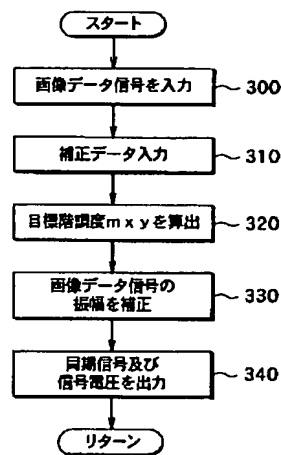 スタート
画像データ信号を入力
300
補正データ入力
310
目標階調度mxyを算出
320
画像データ信号の
振幅を補正
330
同期信号及び
信号電圧を出力
340
リターン